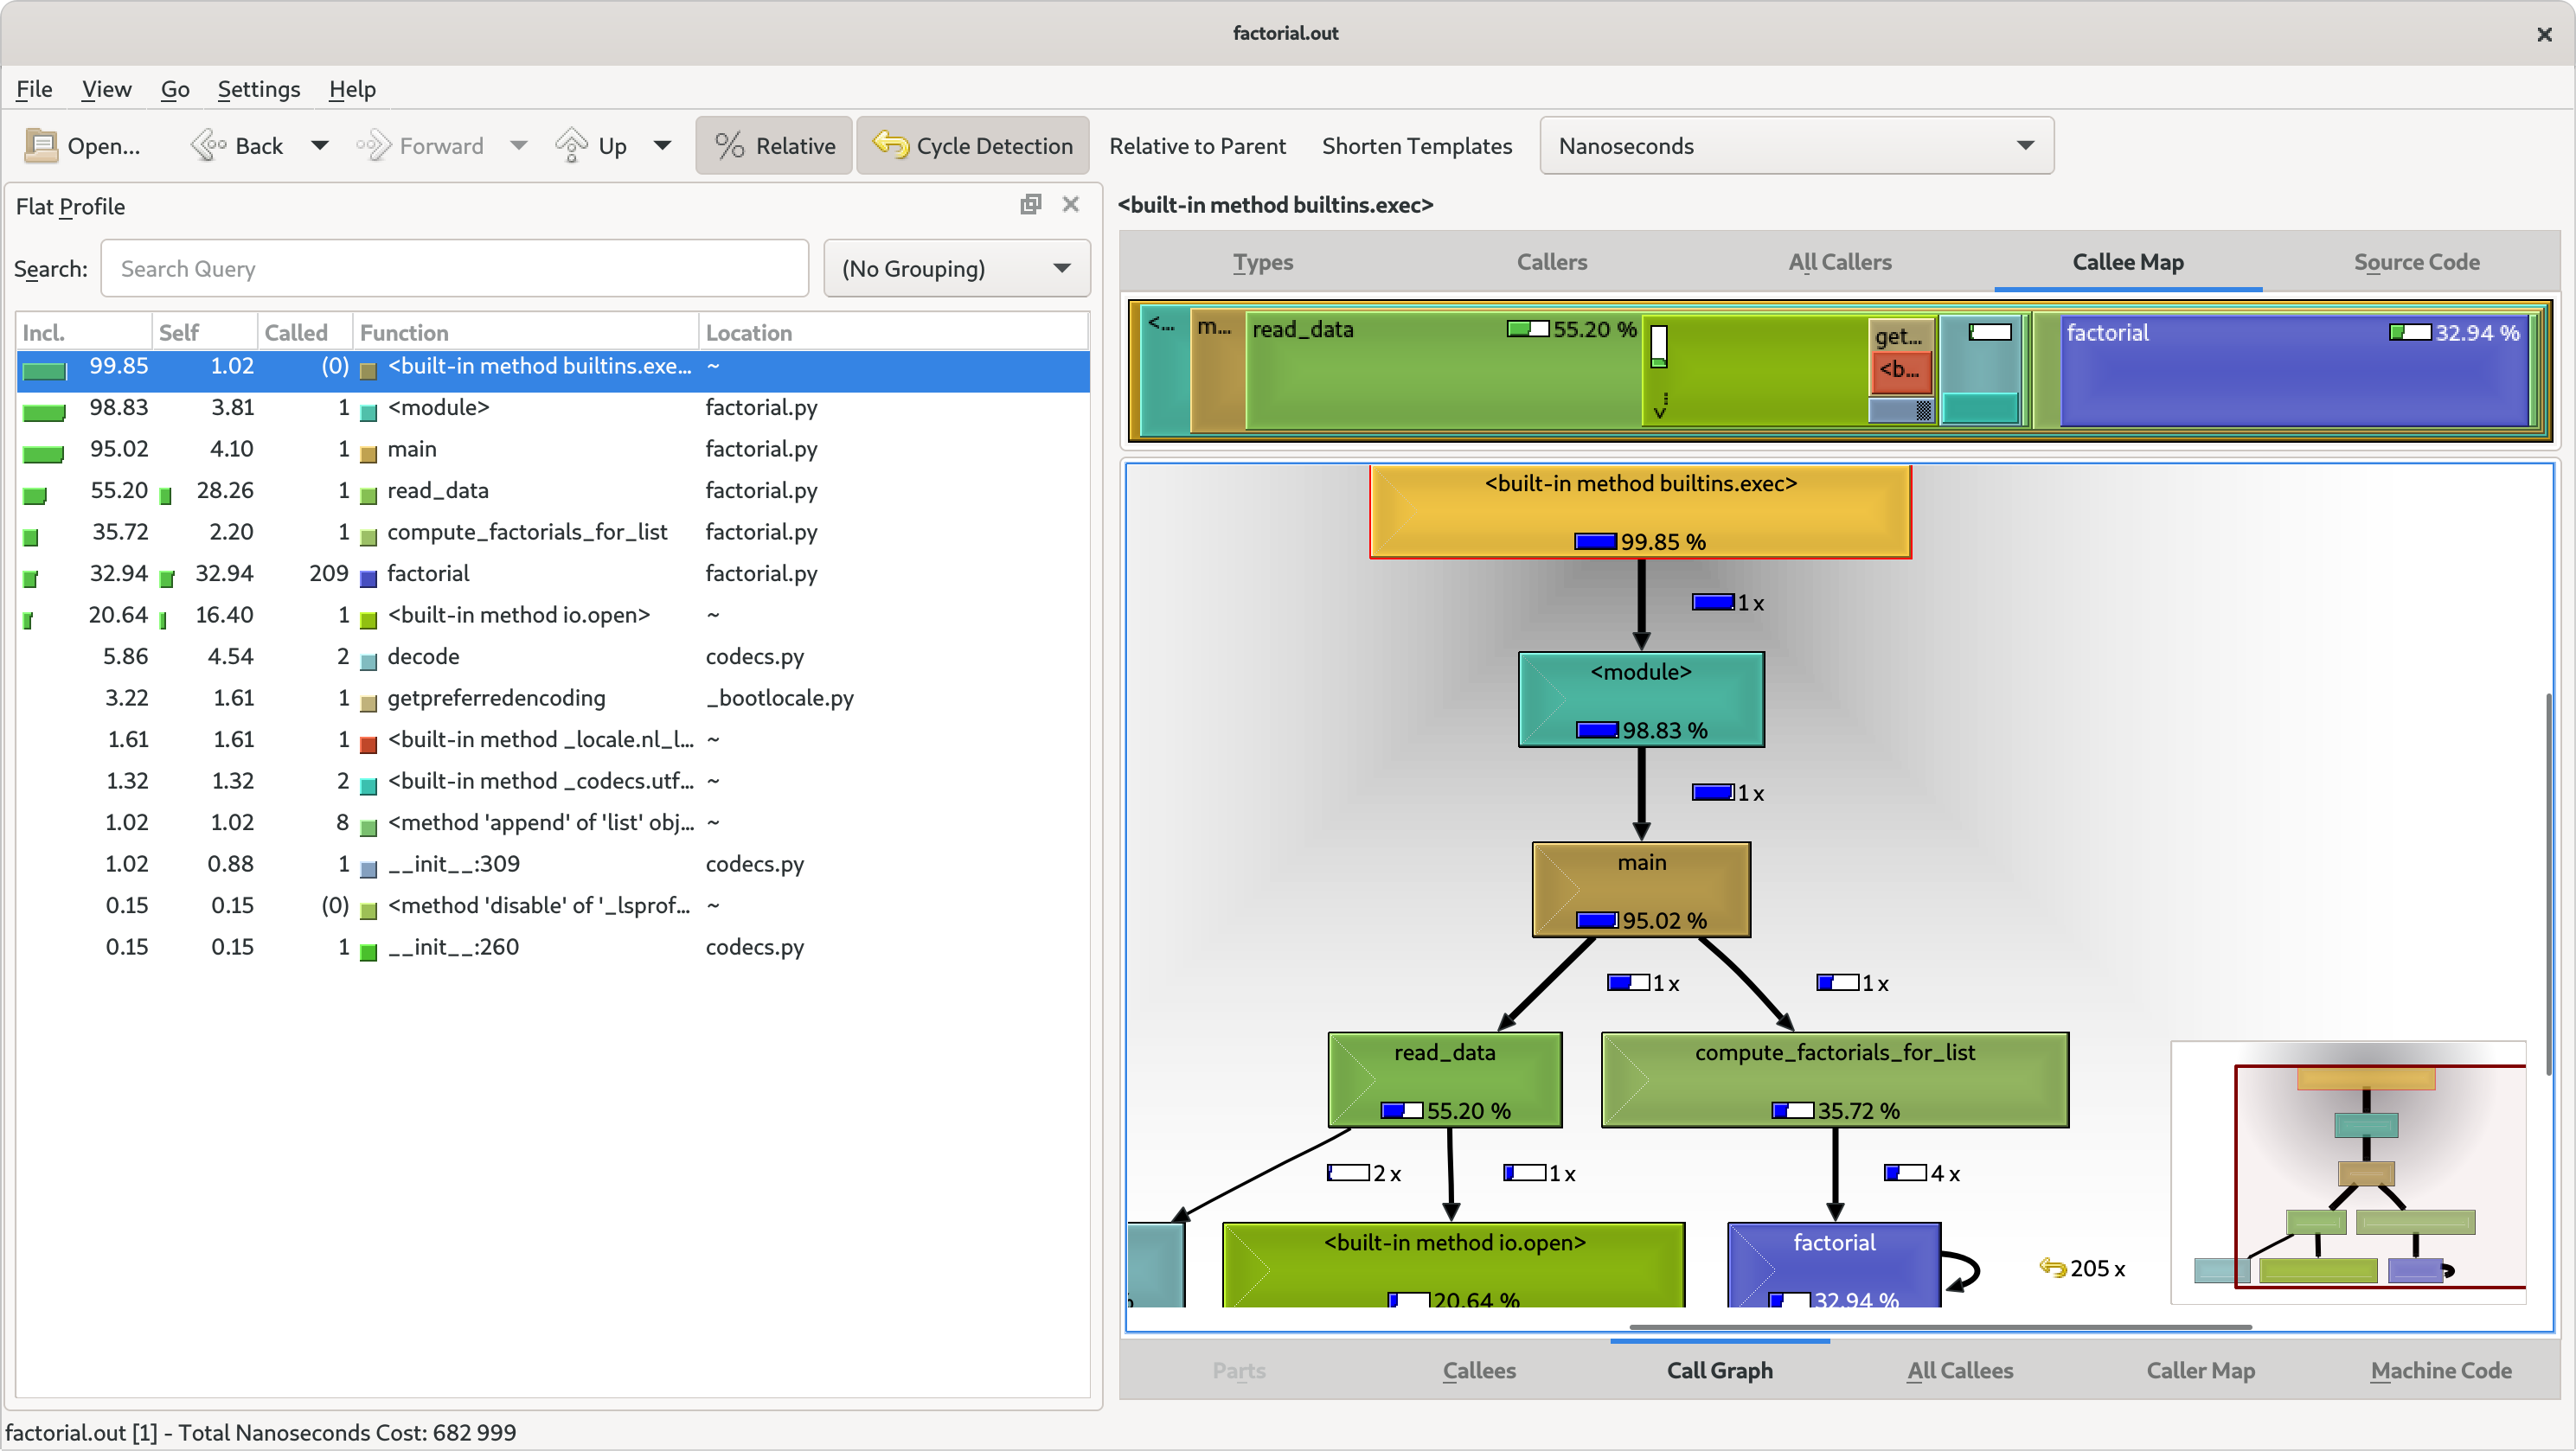 factorial.out
File View Go Settings Help
Open... Back Forward Up Relative Cycle Detection Relative to Parent Shorten Templates Nanoseconds
Flat Profile
Search: Search Query (No Grouping)
Incl. Self Called Function Location
99.85 1.02 (0) <built-in method builtins.exe... ~
98.83 3.81 1 <module> factorial.py
95.02 4.10 1 main factorial.py
55.20 28.26 1 read_data factorial.py
35.72 2.20 1 compute_factorials_for_list factorial.py
32.94 32.94 209 factorial factorial.py
20.64 16.40 1 <built-in method io.open> ~
5.86 4.54 2 decode codecs.py
3.22 1.61 1 getpreferredencoding _bootlocale.py
1.61 1.61 1 <built-in method _locale.nl_l... ~
1.32 1.32 2 <built-in method _codecs.utf... ~
1.02 1.02 8 <method 'append' of 'list' obj... ~
1.02 0.88 1 __init__:309 codecs.py
0.15 0.15 (0) <method 'disable' of '_lsprof... ~
0.15 0.15 1 __init__:260 codecs.py
<built-in method builtins.exec>
Types Callers All Callers Callee Map Source Code
<... m... read_data 55.20 % get... factorial 32.94 %
<b...
<built-in method builtins.exec>
99.85 %
1 x
<module>
98.83 %
1 x
main
95.02 %
1 x 1 x
read_data compute_factorials_for_list
55.20 % 35.72 %
2 x 1 x 4 x
<built-in method io.open> factorial
205 x
20.64 % 32.94 %
Parts Callees Call Graph All Callees Caller Map Machine Code
factorial.out [1] - Total Nanoseconds Cost: 682 999